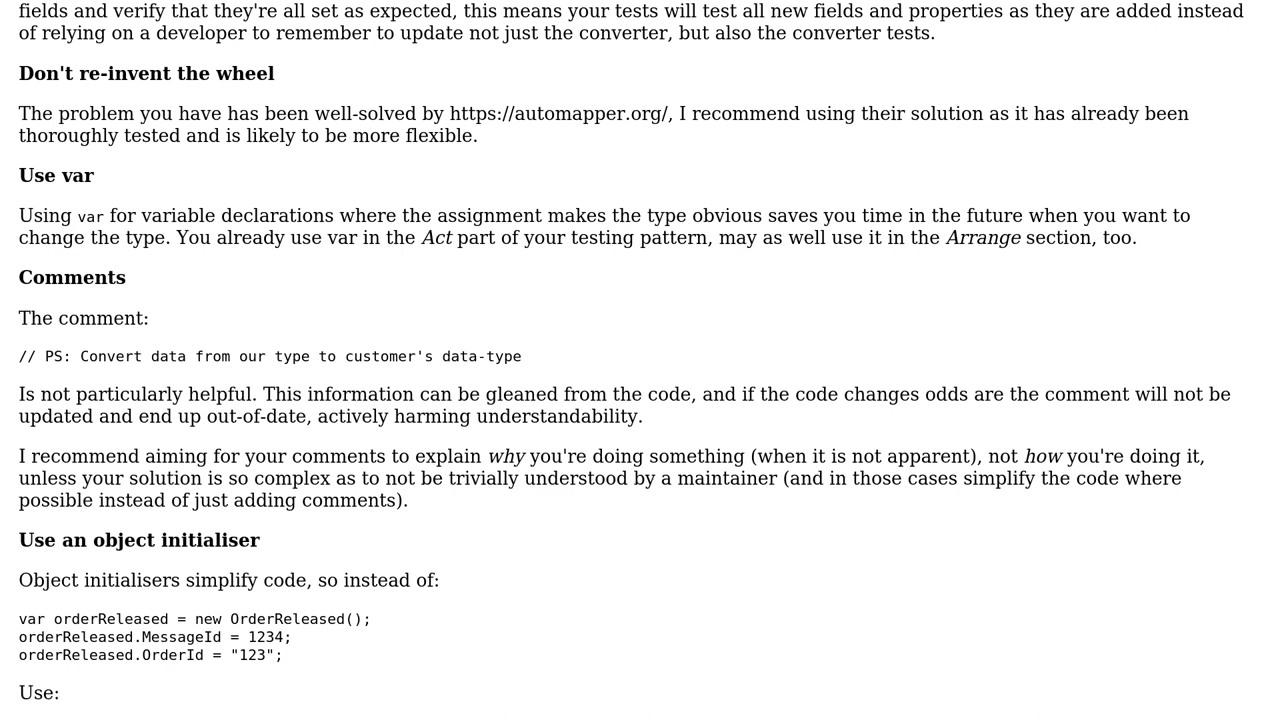 fields and verify that they're all set as expected, this means your tests will test all new fields and properties as they are added instead
of relying on a developer to remember to update not just the converter, but also the converter tests.
Don't re-invent the wheel
The problem you have has been well-solved by https://automapper.org/, I recommend using their solution as it has already been
thoroughly tested and is likely to be more flexible.
Use var
Using var for variable declarations where the assignment makes the type obvious saves you time in the future when you want to
change the type. You already use var in the Act part of your testing pattern, may as well use it in the Arrange section, too.
Comments
The comment:
// PS: Convert data from our type to customer's data-type
Is not particularly helpful. This information can be gleaned from the code, and if the code changes odds are the comment will not be
updated and end up out-of-date, actively harming understandability.
I recommend aiming for your comments to explain why you're doing something (when it is not apparent), not how you're doing it,
unless your solution is so complex as to not be trivially understood by a maintainer (and in those cases simplify the code where
possible instead of just adding comments).
Use an object initialiser
Object initialisers simplify code, so instead of:
var orderReleased = new OrderReleased();
orderReleased.MessageId = 1234;
orderReleased.OrderId = "123";
Use: